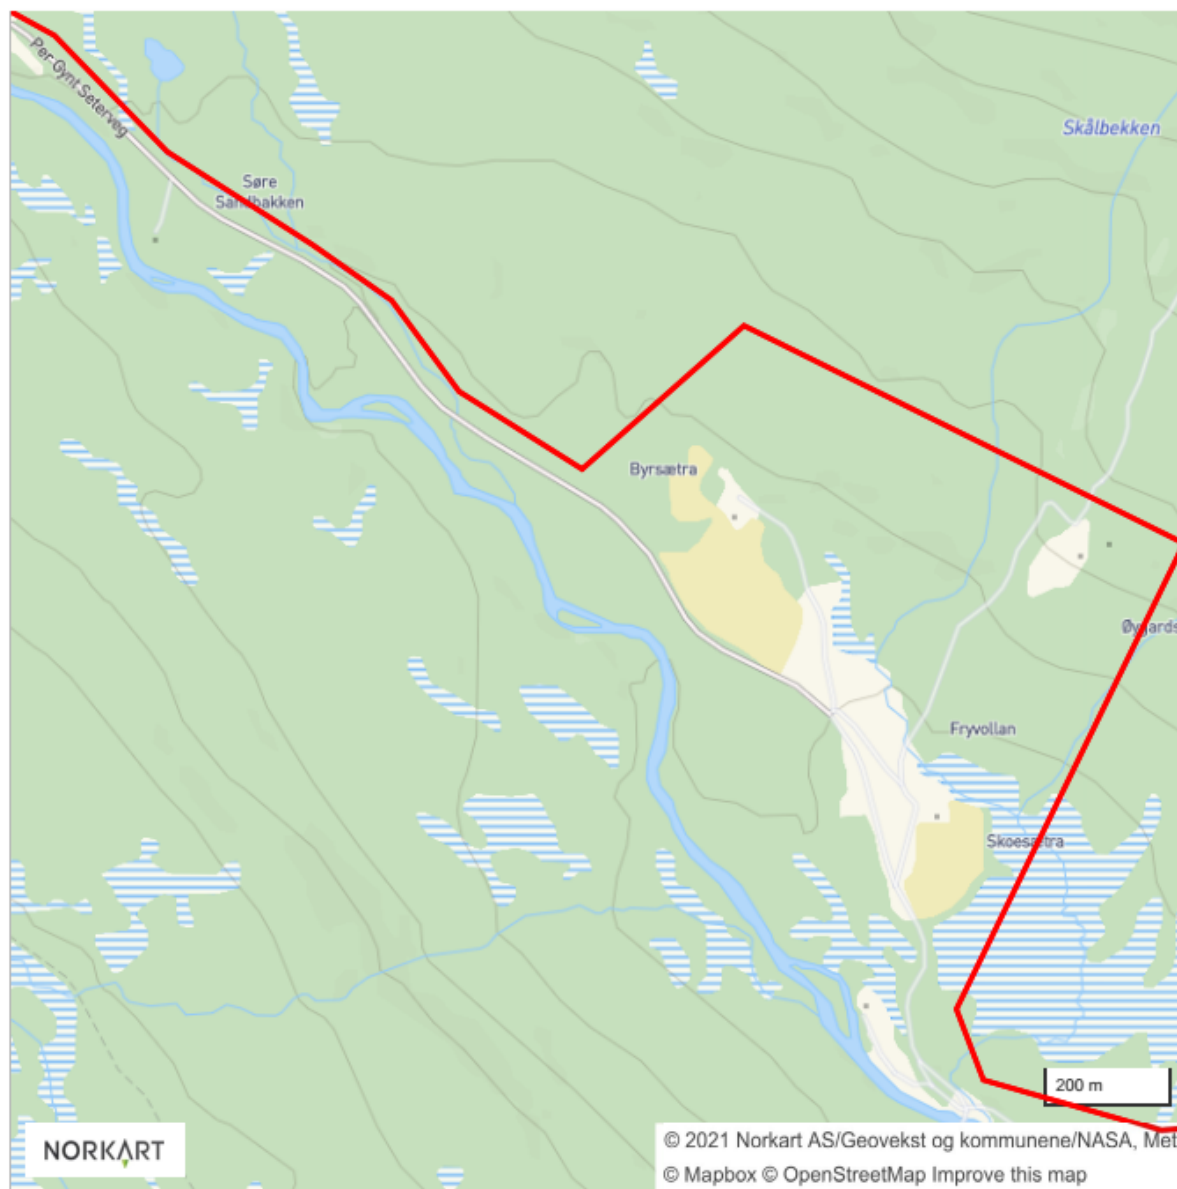 Per Gynt Seterveg
Skålbekken
Søre
Sandbakken
Byrsætra
Fryvollan
Skoesætra
200 m
NORKART
© 2021 Norkart AS/Geovekst og kommunene/NASA, Met
© Mapbox © OpenStreetMap Improve this map